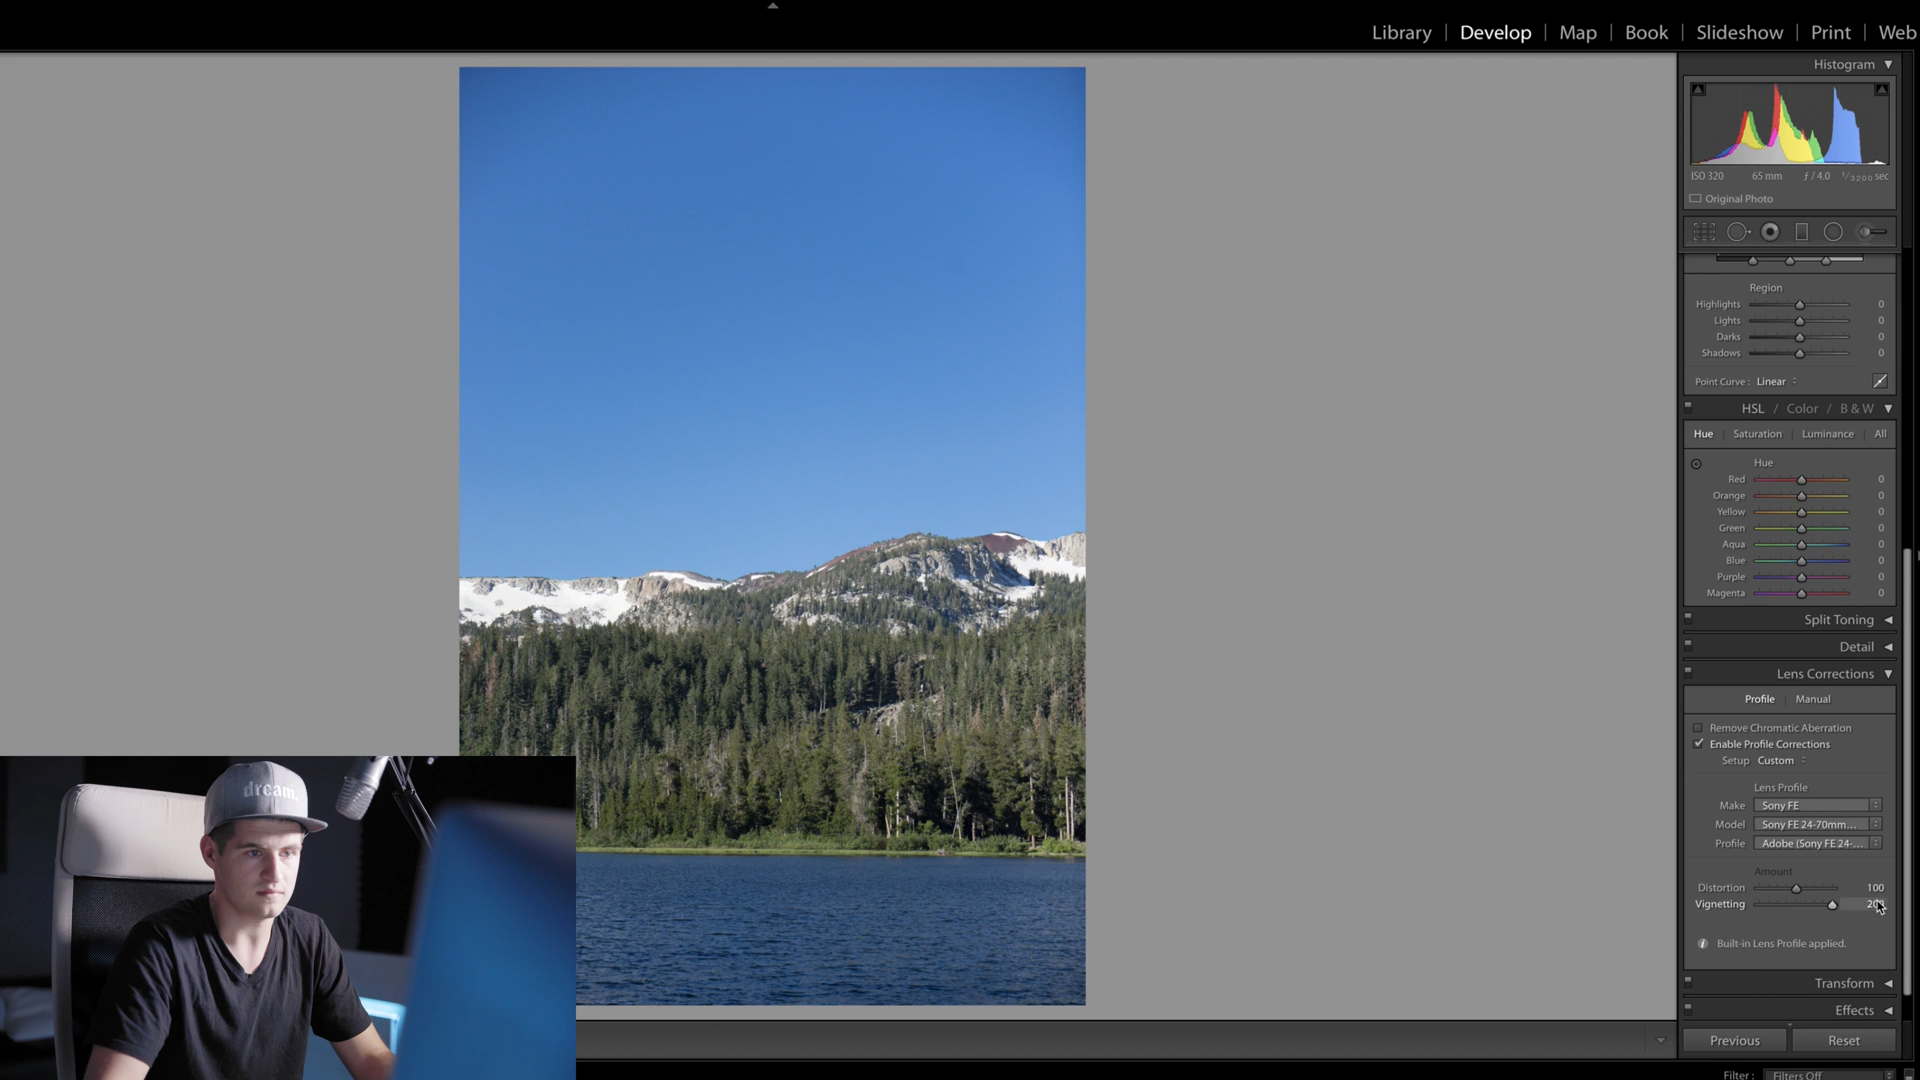 Library | Develop | Map | Book | Slideshow | Print | Web
Histogram
ISO 320 65 mm ƒ / 4.0 1/3200 sec
Original Photo
Region
Highlights 0
Lights 0
Darks 0
Shadows 0
Point Curve : Linear
HSL / Color / B & W
Hue | Saturation | Luminance | All
Hue
Red 0
Orange 0
Yellow 0
Green 0
Aqua 0
Blue 0
Purple 0
Magenta 0
Split Toning
Detail
Lens Corrections
Profile | Manual
Remove Chromatic Aberration
Enable Profile Corrections
Setup Custom
Lens Profile
Make Sony FE
Model Sony FE 24-70mm...
Profile Adobe (Sony FE 24-...
Amount
Distortion 100
Vignetting 200
Built-in Lens Profile applied.
Transform
Effects
Previous Reset
Filter : Filters Off
dream.